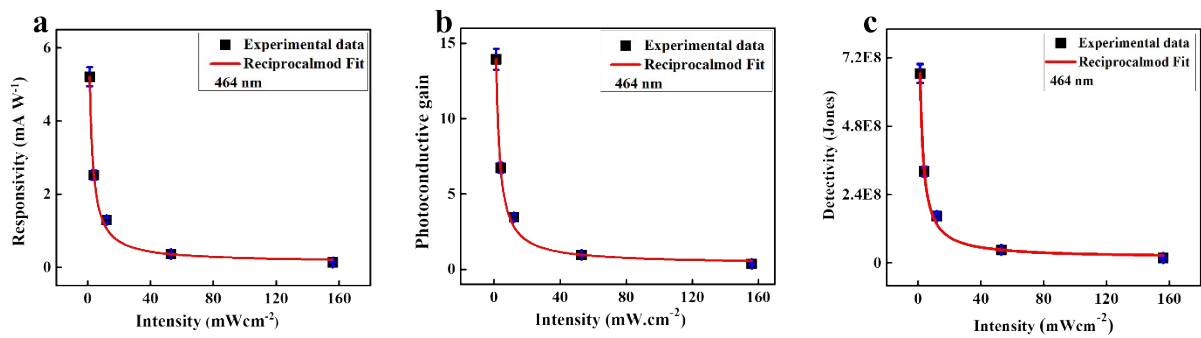 a
Experimental data
Reciprocalmod Fit
464 nm
6
4
2
0
Responsivity (mA W⁻¹)
0 40 80 120 160
Intensity (mWcm⁻²)
b
Experimental data
Reciprocalmod Fit
464 nm
15
10
5
0
Photoconductive gain
0 40 80 120 160
Intensity (mW.cm⁻²)
c
Experimental data
Reciprocalmod Fit
464 nm
7.2E8
4.8E8
2.4E8
0
Detectivity (Jones)
0 40 80 120 160
Intensity (mWcm⁻²)